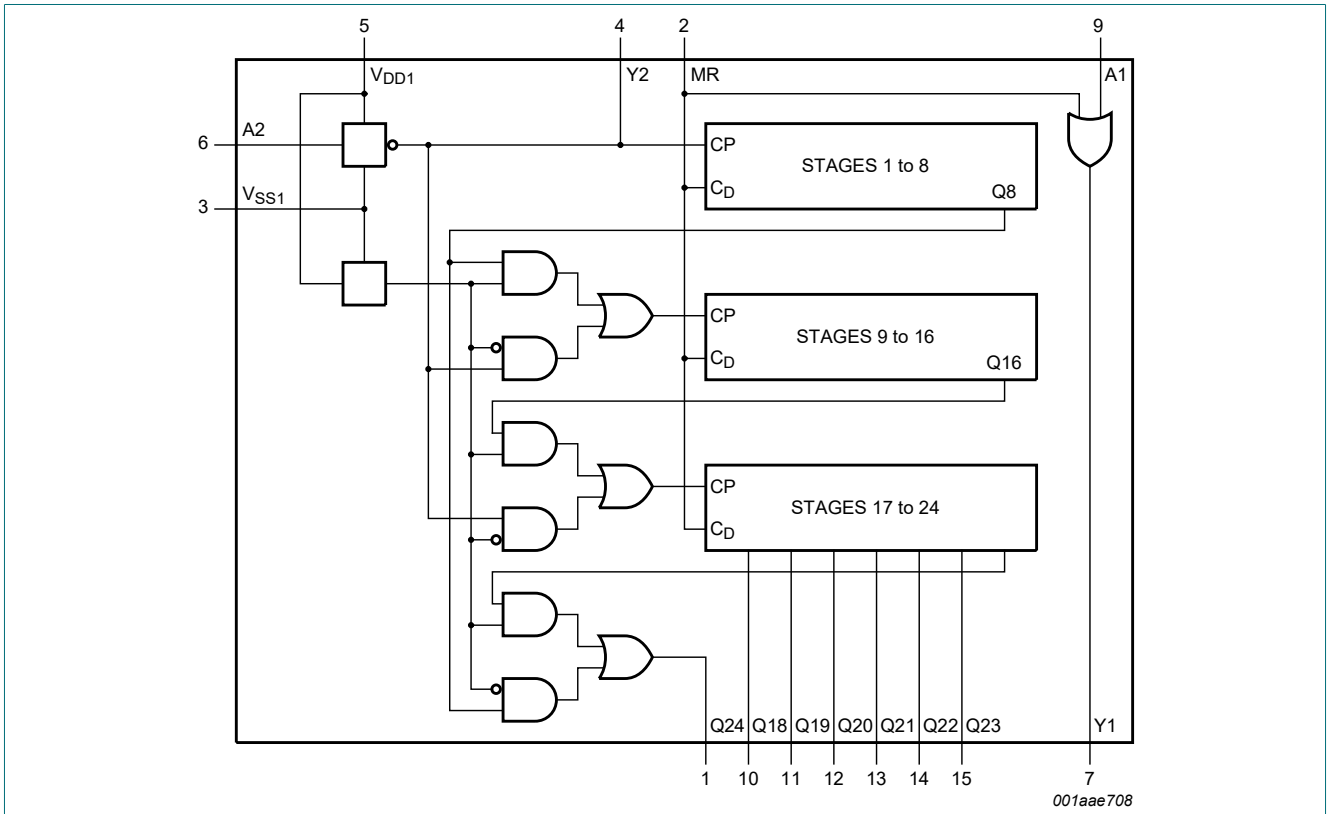 5 4 2 9
VDD1 Y2 MR A1
6 A2 CP
STAGES 1 to 8
3 VSS1 CD Q8
CP
STAGES 9 to 16
CD Q16
CP
STAGES 17 to 24
CD
Q24 Q18 Q19 Q20 Q21 Q22 Q23 Y1
1 10 11 12 13 14 15 7
001aae708